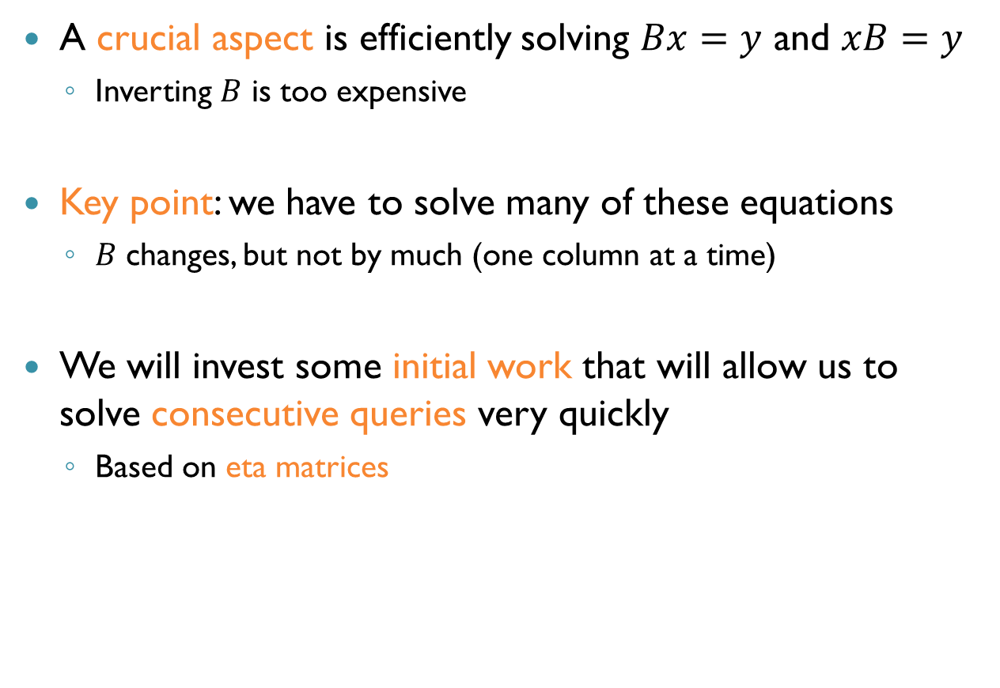 • A crucial aspect is efficiently solving 𝐵𝑥 = 𝑦 and 𝑥𝐵 = 𝑦
◦ Inverting 𝐵 is too expensive
• Key point: we have to solve many of these equations
◦ 𝐵 changes, but not by much (one column at a time)
• We will invest some initial work that will allow us to
solve consecutive queries very quickly
◦ Based on eta matrices